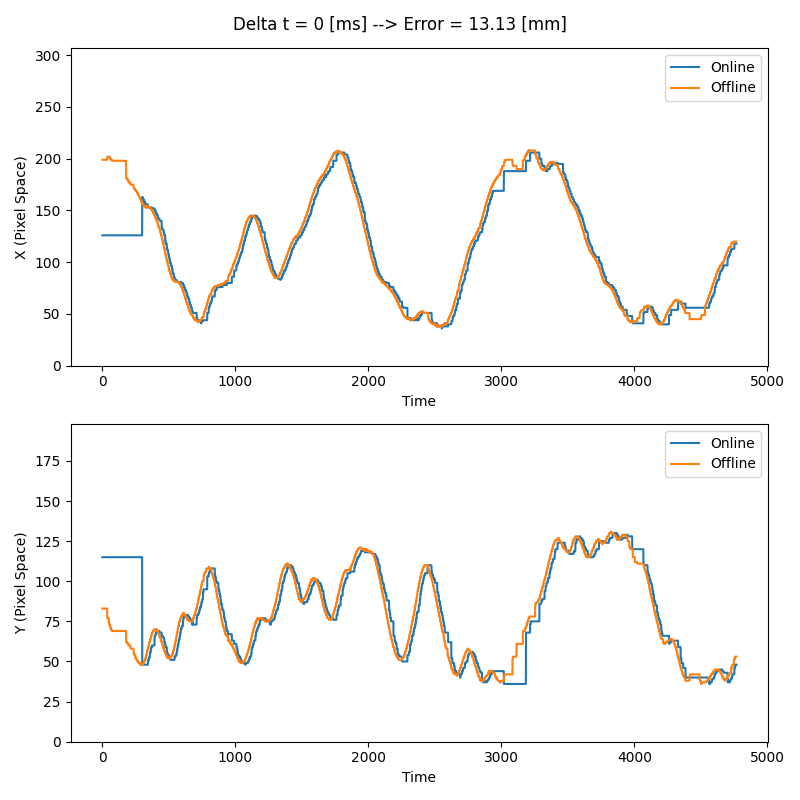 Delta t = 0 [ms] --> Error = 13.13 [mm]
300
250
200
150
100
50
0
X (Pixel Space)
Online
Offline
0 1000 2000 3000 4000 5000
Time
175
150
125
100
75
50
25
0
Y (Pixel Space)
Online
Offline
0 1000 2000 3000 4000 5000
Time